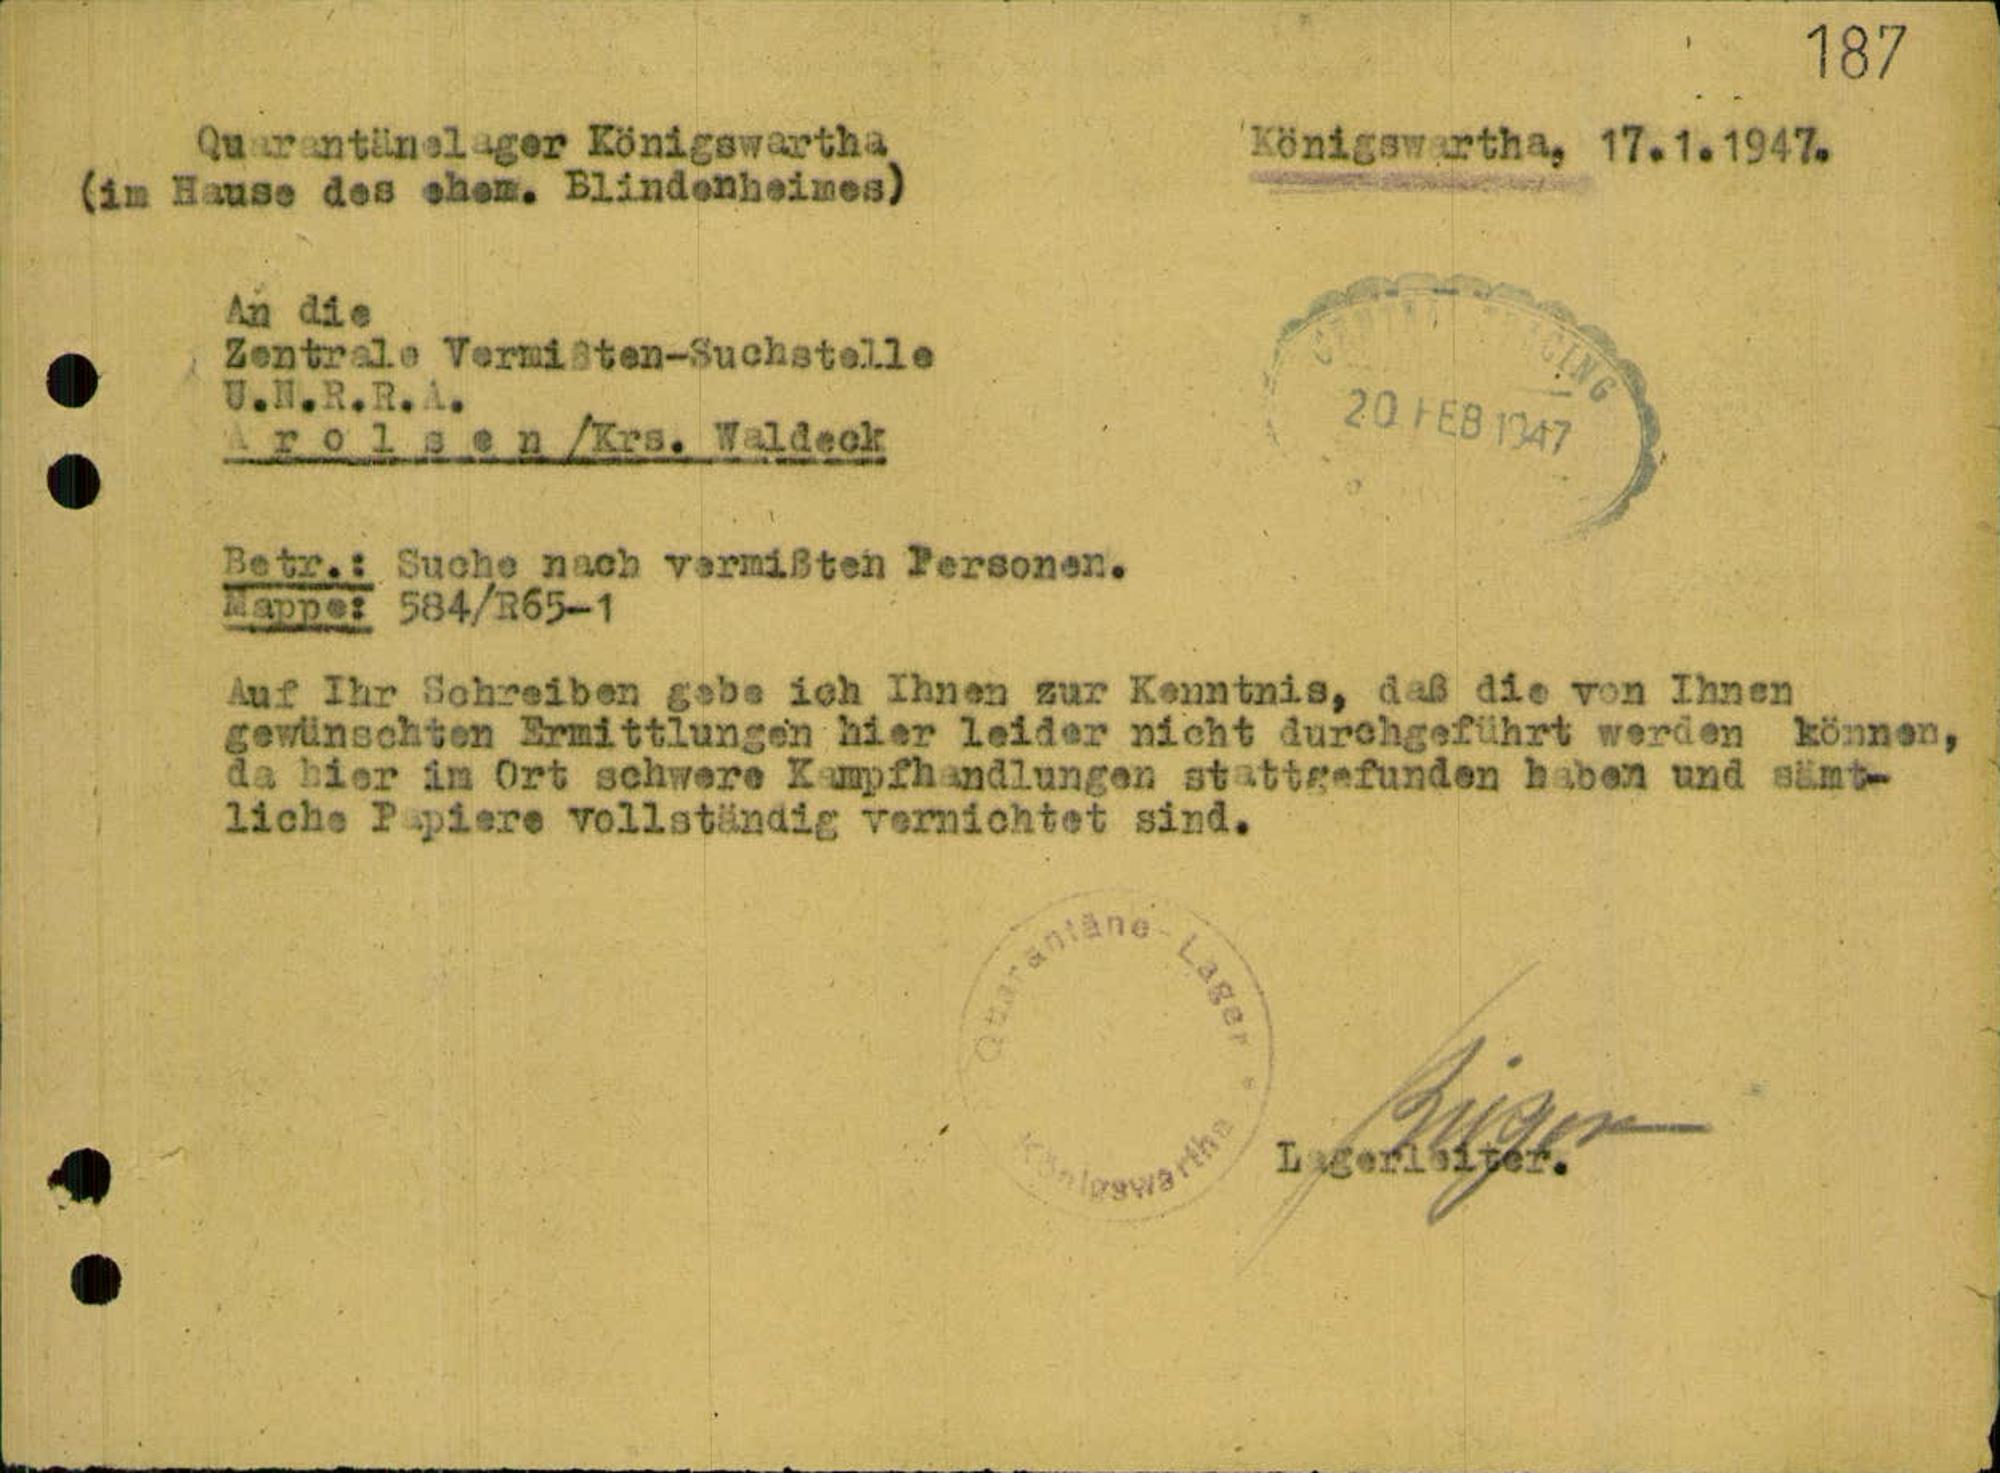 187
Quarantänelager Königswartha
(im Hause des ehem. Blindenheimes)
Königswartha, 17.1.1947.
An die
Zentrale Vermißten-Suchstelle
U.N.R.R.A.
A r o l s e n /Krs. Waldeck
CENTRAL TRACING
20 FEB 1947
Betr.: Suche nach vermißten Personen.
Mappe: 584/R65-1
Auf Ihr Schreiben gebe ich Ihnen zur Kenntnis, daß die von Ihnen
gewünschten Ermittlungen hier leider nicht durchgeführt werden können,
da hier im Ort schwere Kampfhandlungen stattgefunden haben und sämt-
liche Papiere vollständig vernichtet sind.
Quarantäne-Lager
Königswartha
Lagerleiter.